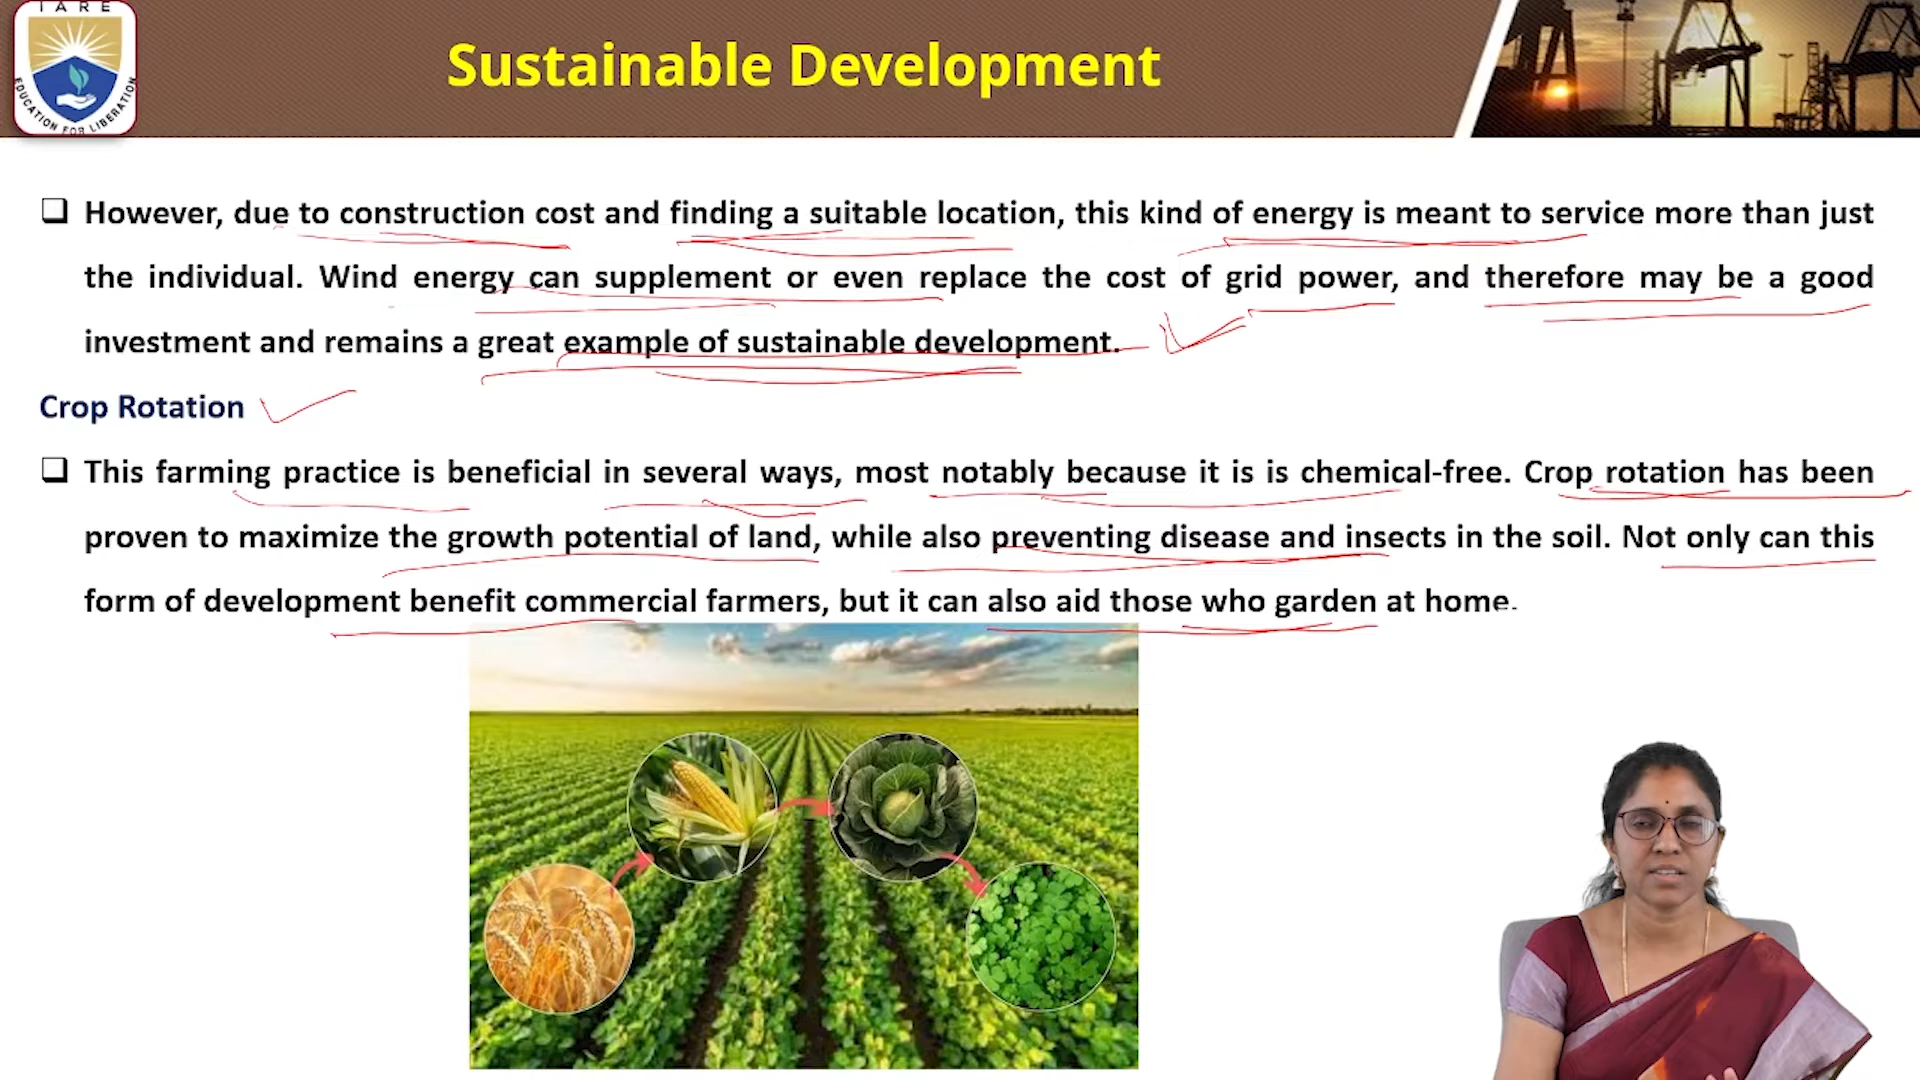 IARE
EDUCATION FOR LIBERATION
Sustainable Development
However, due to construction cost and finding a suitable location, this kind of energy is meant to service more than just
the individual. Wind energy can supplement or even replace the cost of grid power, and therefore may be a good
investment and remains a great example of sustainable development.
Crop Rotation
This farming practice is beneficial in several ways, most notably because it is is chemical-free. Crop rotation has been
proven to maximize the growth potential of land, while also preventing disease and insects in the soil. Not only can this
form of development benefit commercial farmers, but it can also aid those who garden at home.